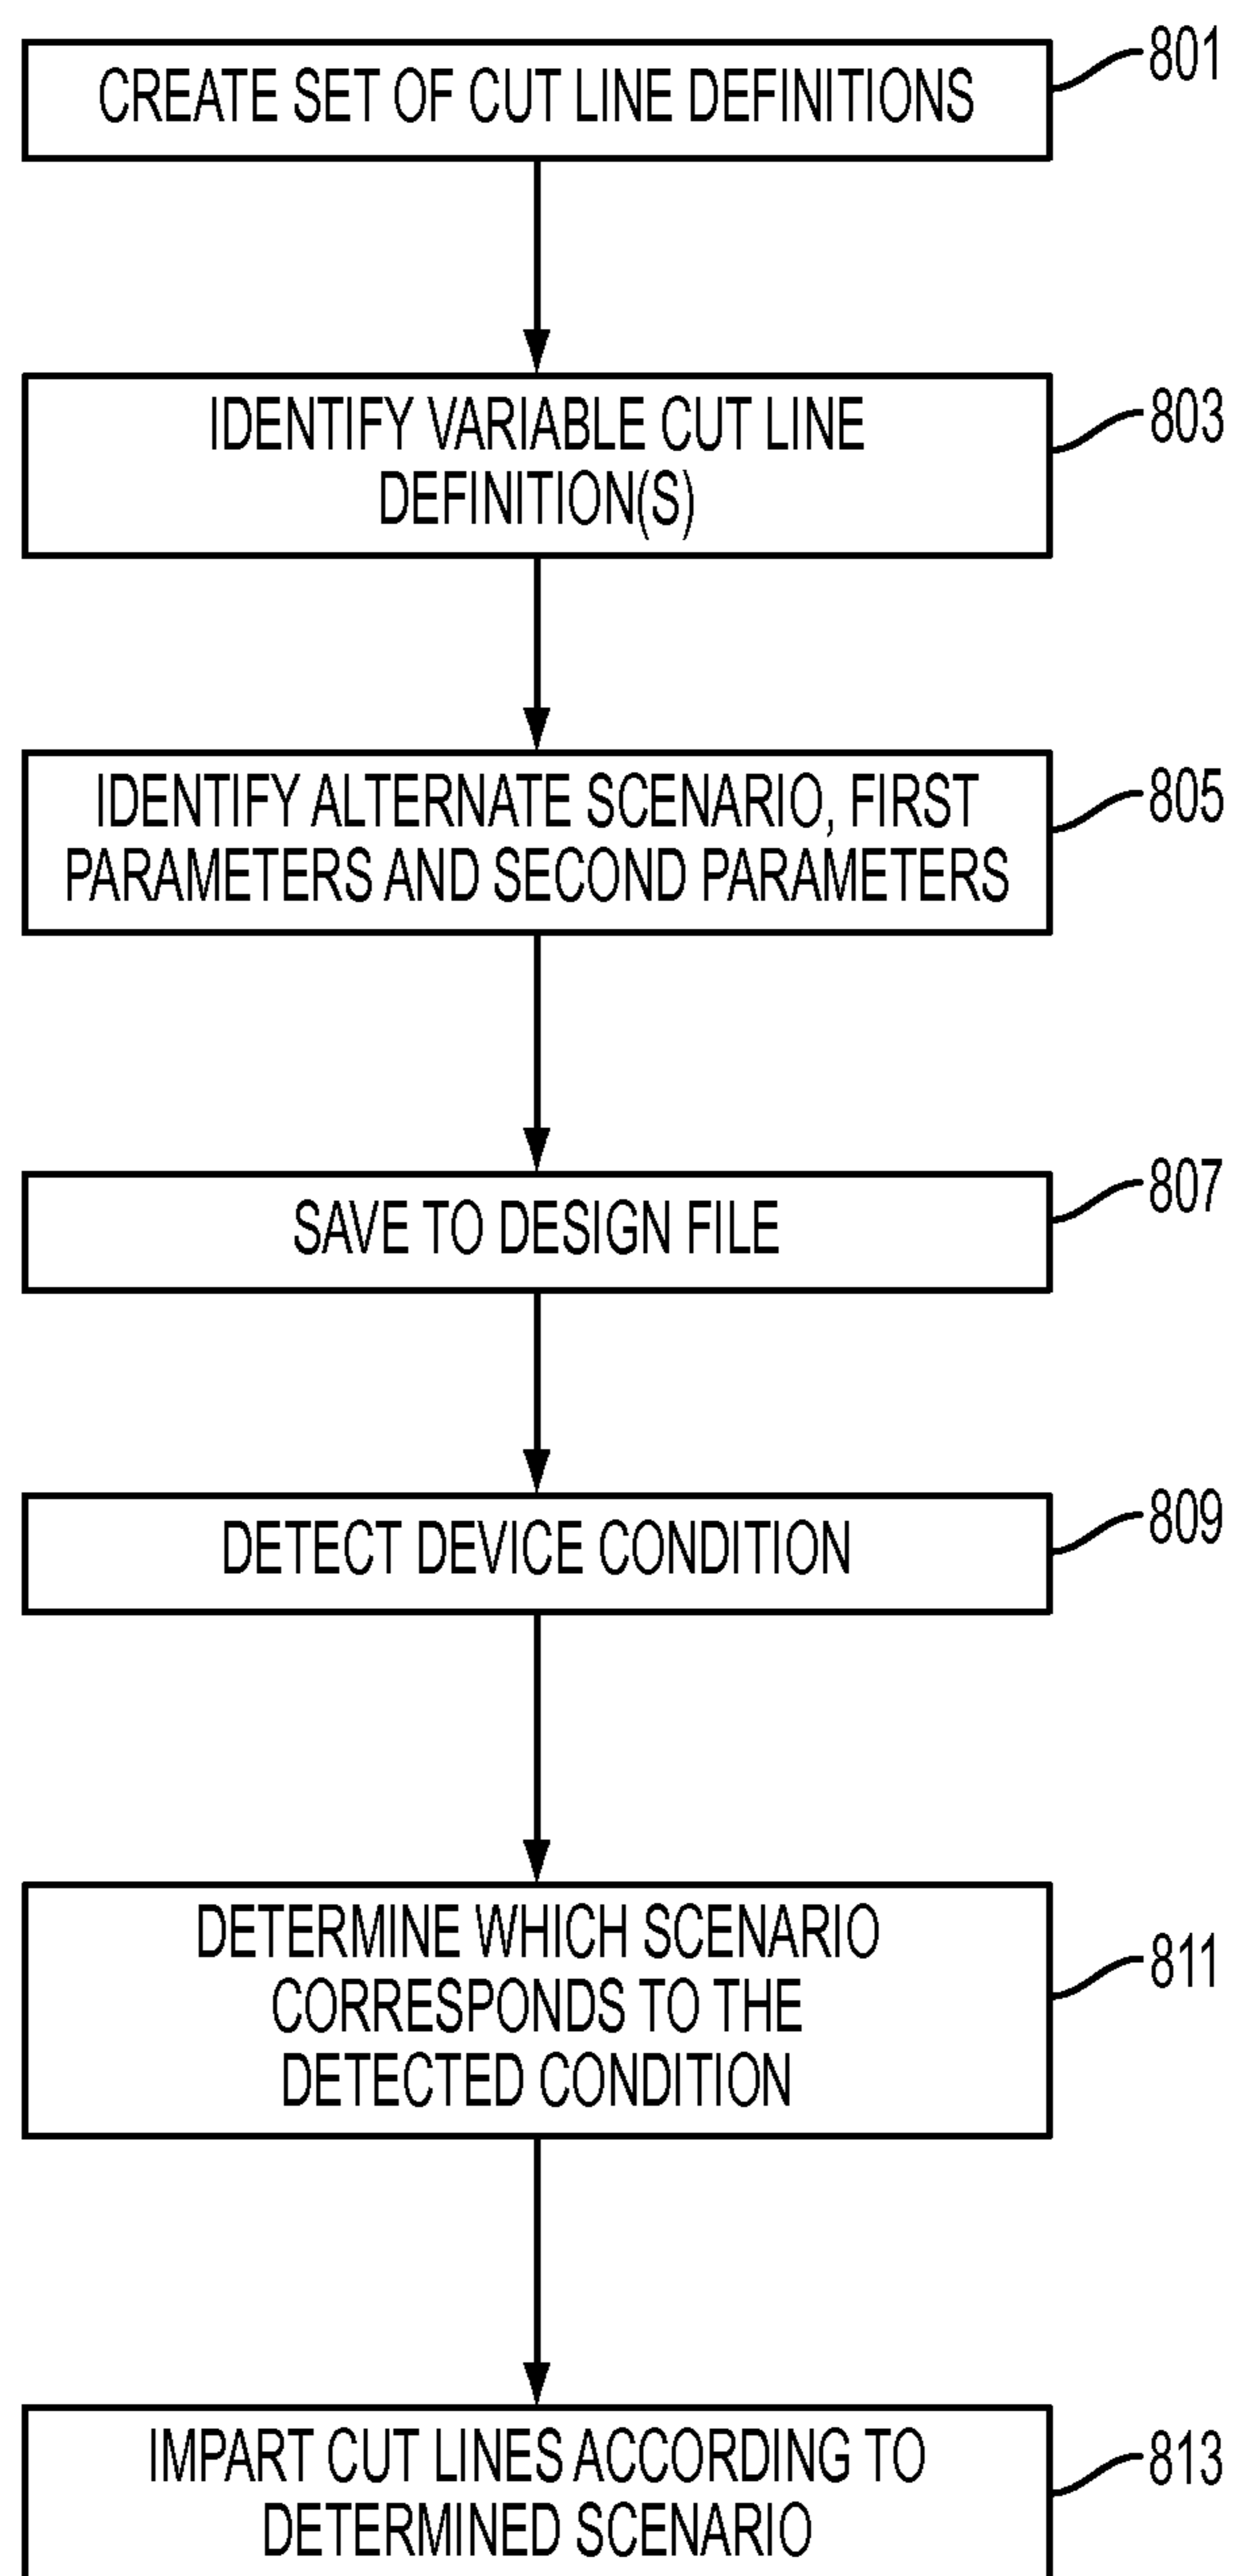 CREATE SET OF CUT LINE DEFINITIONS
801
IDENTIFY VARIABLE CUT LINE
DEFINITION(S)
803
IDENTIFY ALTERNATE SCENARIO, FIRST
PARAMETERS AND SECOND PARAMETERS
805
SAVE TO DESIGN FILE
807
DETECT DEVICE CONDITION
809
DETERMINE WHICH SCENARIO
CORRESPONDS TO THE
DETECTED CONDITION
811
IMPART CUT LINES ACCORDING TO
DETERMINED SCENARIO
813